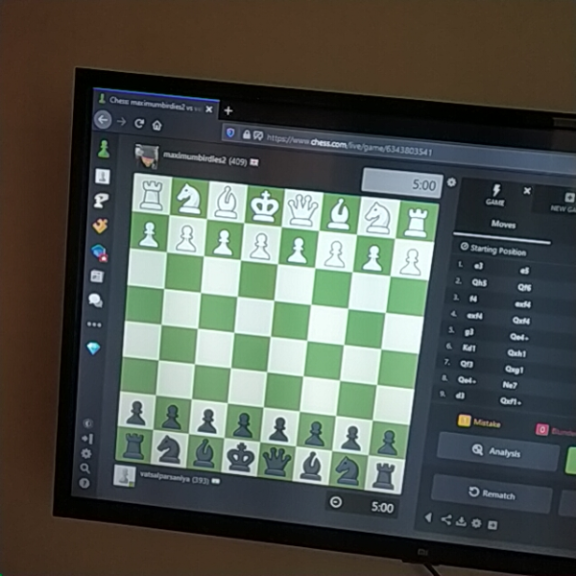 Chess: maximumbirdies2 vs
https://www.chess.com/live/game/6343803541
maximumbirdies2 (409)
5:00
GAME
NEW GA
Moves
Starting Position
1. e3 e5
2. Qh5 Qf6
3. f4 exf4
4. exf4 Qxf4
5. g3 Qe4+
6. Kd1 Qxh1
7. Qf3 Qxg1
8. Qe4+ Ne7
9. d3 Qxf1+
Mistake
Analysis
Rematch
vatsalparsaniya (393)
5:00
mi